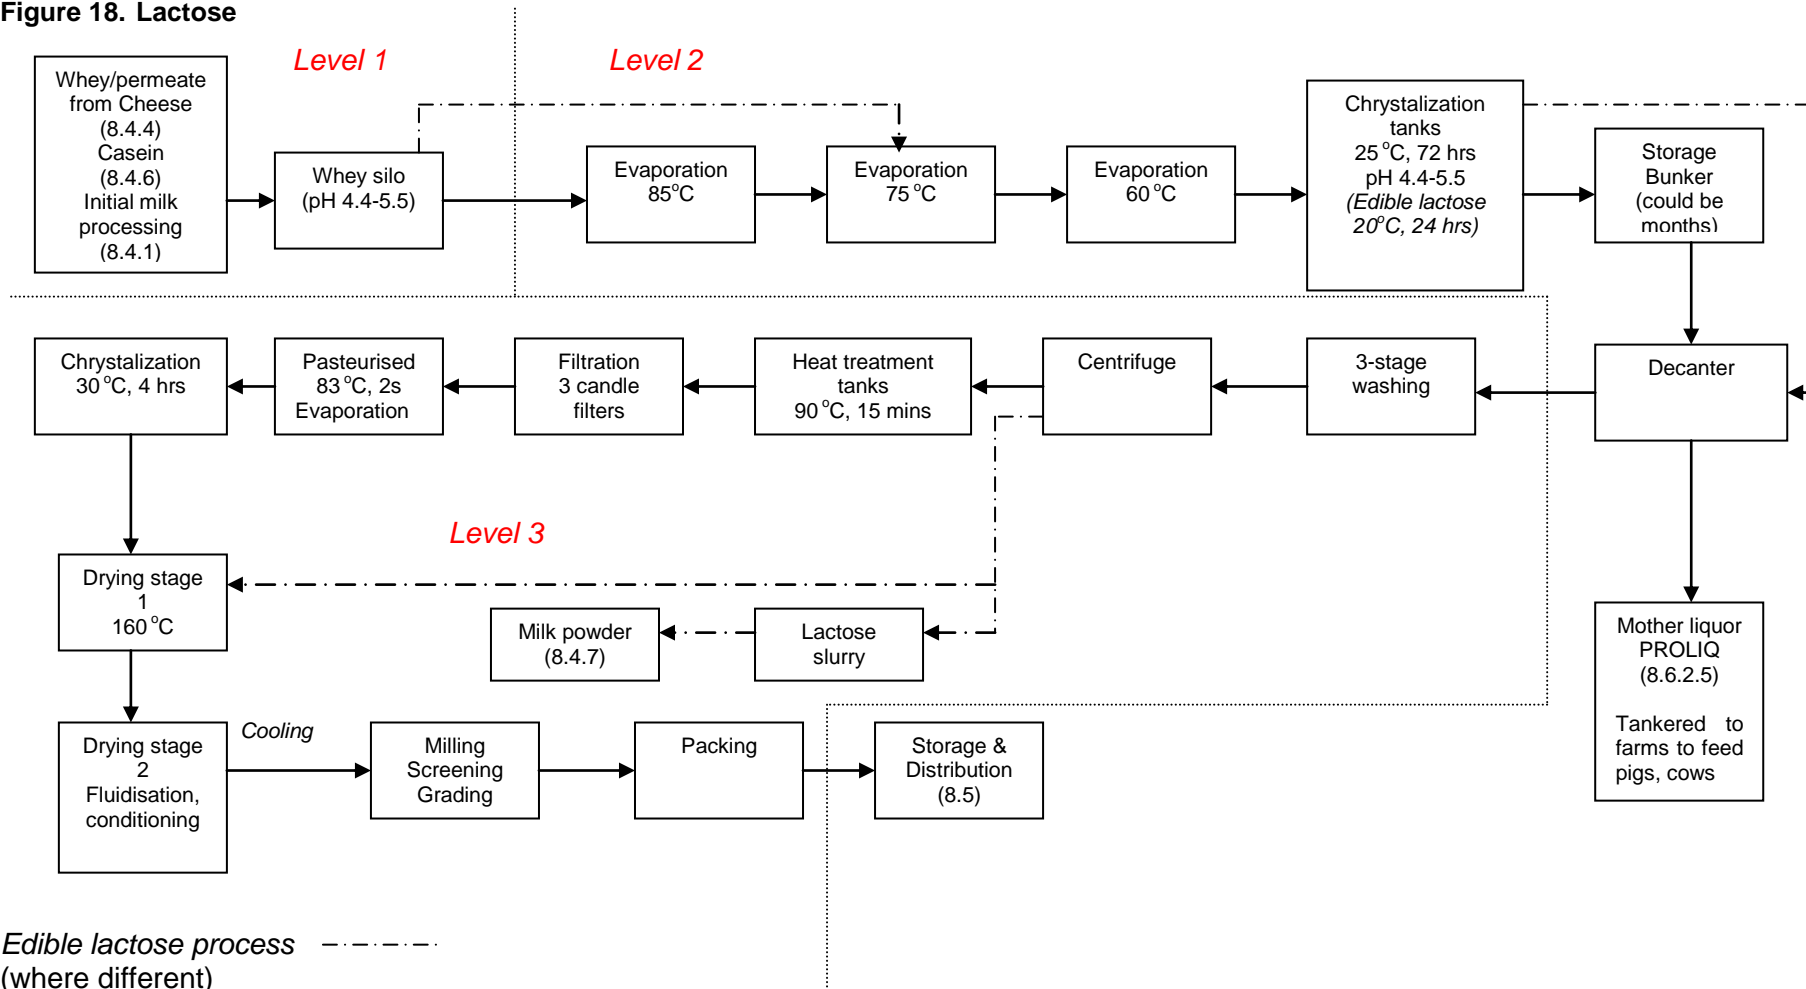 Figure 18. Lactose
Level 1
Level 2
Whey/permeate
from Cheese
(8.4.4)
Casein
(8.4.6)
Initial milk
processing
(8.4.1)
Whey silo
(pH 4.4-5.5)
Evaporation
85°C
Evaporation
75 °C
Evaporation
60 °C
Chrystalization
tanks
25 °C, 72 hrs
pH 4.4-5.5
(Edible lactose
20°C, 24 hrs)
Storage
Bunker
(could be
months)
Chrystalization
30 °C, 4 hrs
Pasteurised
83 °C, 2s
Evaporation
Filtration
3 candle
filters
Heat treatment
tanks
90 °C, 15 mins
Centrifuge
3-stage
washing
Decanter
Level 3
Drying stage
1
160 °C
Milk powder
(8.4.7)
Lactose
slurry
Mother liquor
PROLIQ
(8.6.2.5)
Tankered to
farms to feed
pigs, cows
Drying stage
2
Fluidisation,
conditioning
Cooling
Milling
Screening
Grading
Packing
Storage &
Distribution
(8.5)
Edible lactose process
(where different)